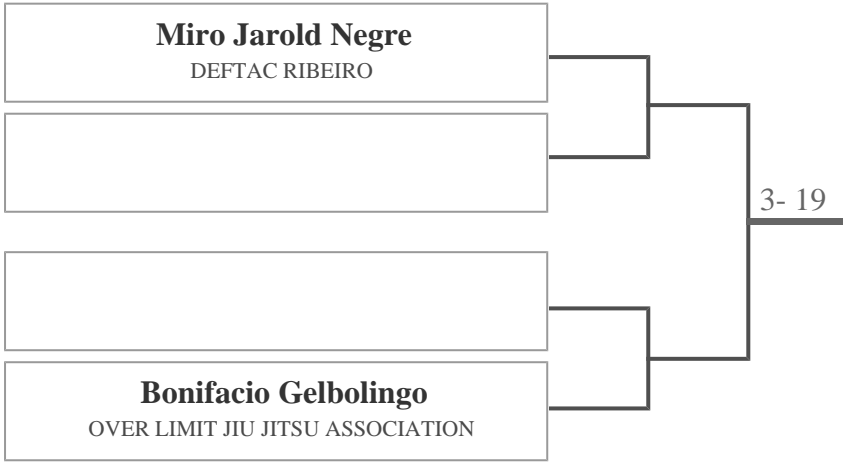 Miro Jarold Negre
DEFTAC RIBEIRO
3- 19
Bonifacio Gelbolingo
OVER LIMIT JIU JITSU ASSOCIATION